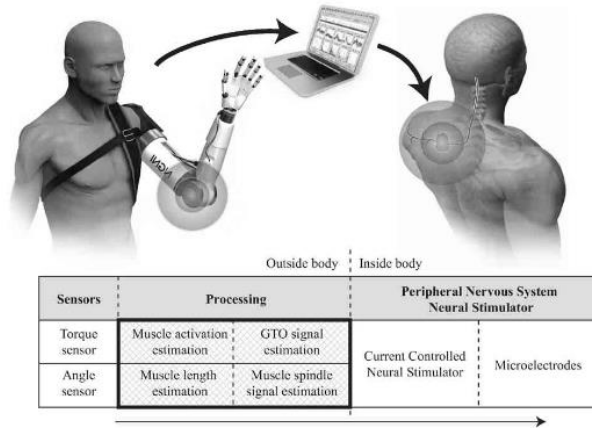 INGN
Outside body
Inside body
Sensors
Processing
Peripheral Nervous System
Neural Stimulator
Torque
sensor
Muscle activation
estimation
GTO signal
estimation
Angle
sensor
Muscle length
estimation
Muscle spindle
signal estimation
Current Controlled
Neural Stimulator
Microelectrodes